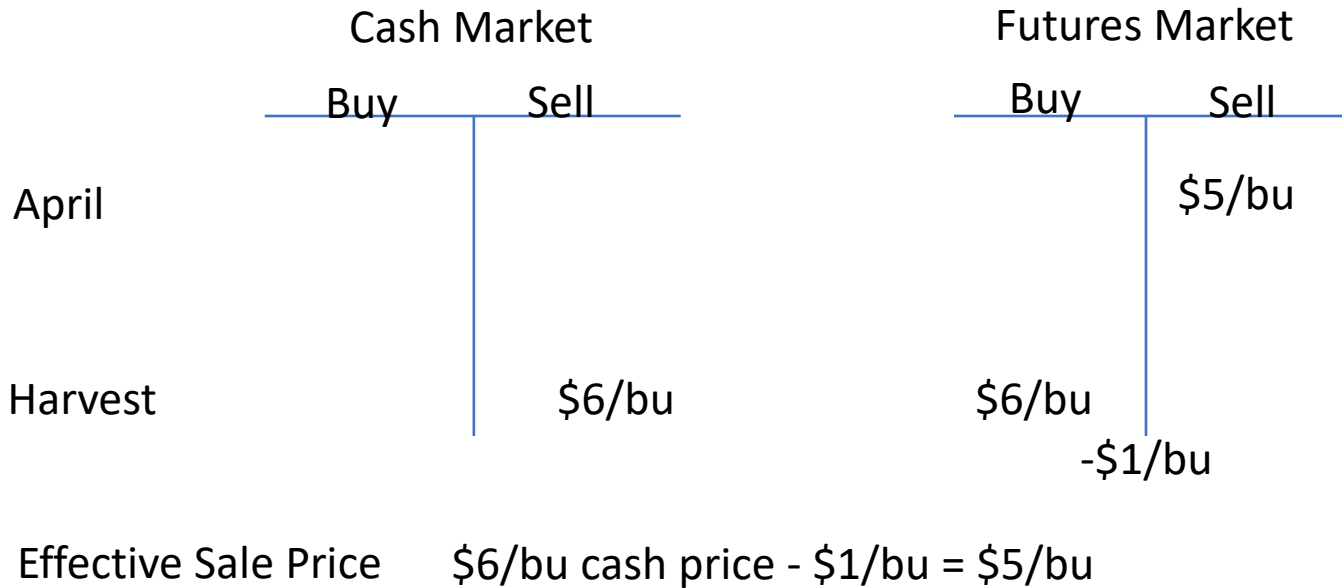 Cash Market Futures Market
Buy Sell Buy Sell
April $5/bu
Harvest $6/bu $6/bu
-$1/bu
Effective Sale Price $6/bu cash price - $1/bu = $5/bu